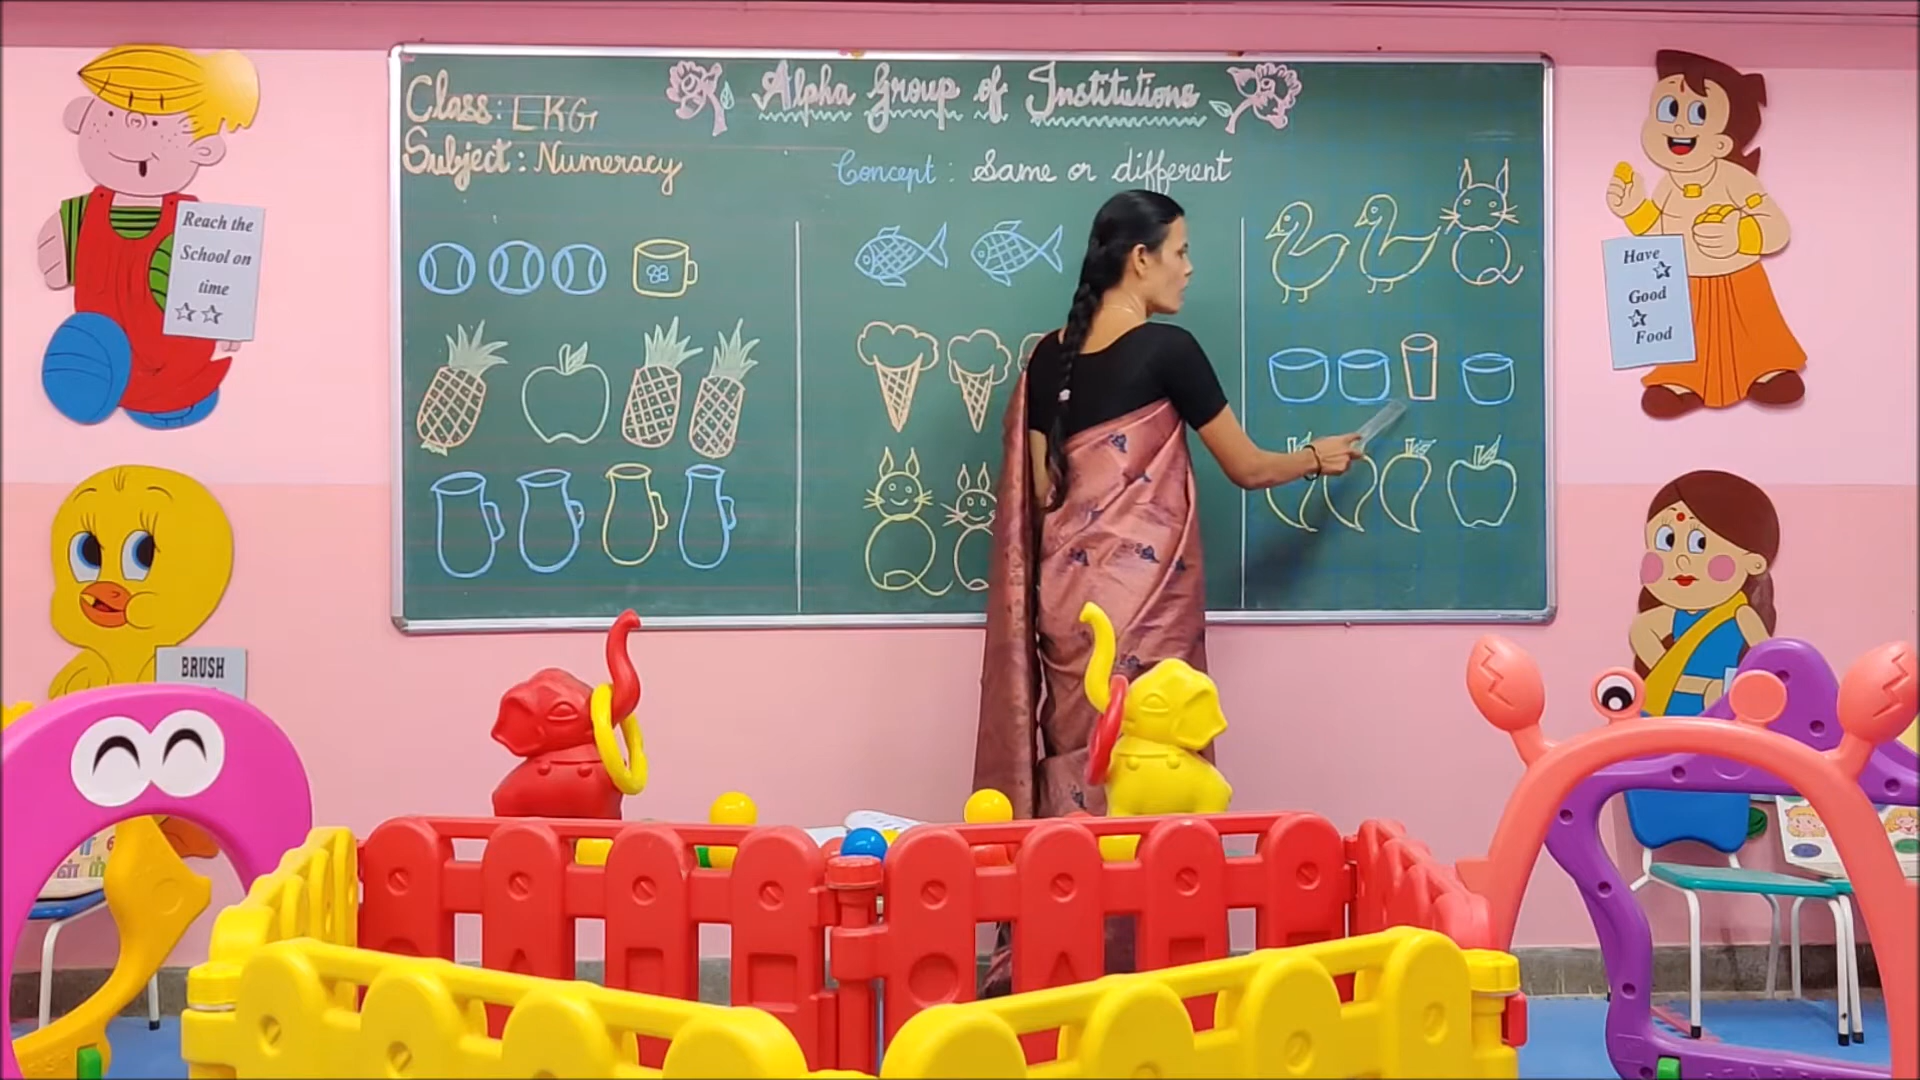 Alpha Group of Institutions
Class: LKG
Subject: Numeracy
Concept: Same or different
Reach the
School on
time
Have
Good
Food
BRUSH